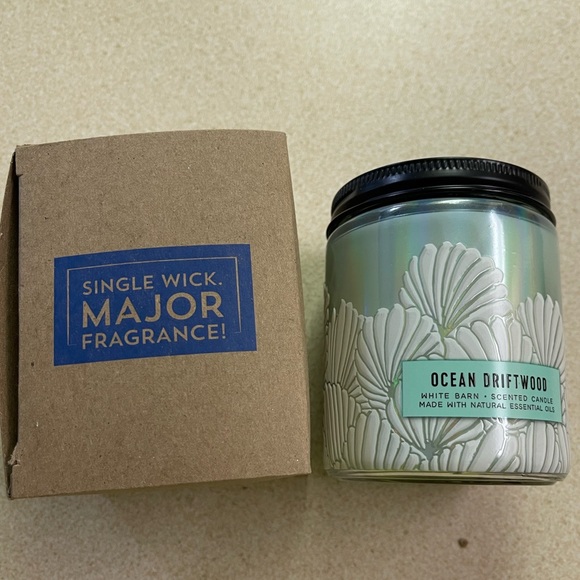 SINGLE WICK.
MAJOR
FRAGRANCE!
OCEAN DRIFTWOOD
WHITE BARN • SCENTED CANDLE
MADE WITH NATURAL ESSENTIAL OILS